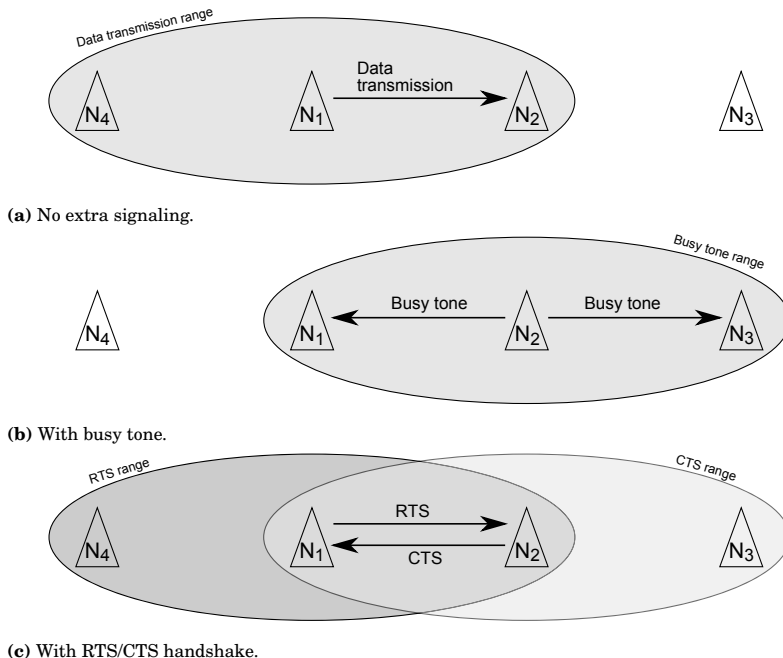 Data transmission range
Data
transmission
N4
N1
N2
N3
(a) No extra signaling.
Busy tone range
Busy tone
Busy tone
N4
N1
N2
N3
(b) With busy tone.
RTS range
CTS range
RTS
N4
N1
N2
N3
CTS
(c) With RTS/CTS handshake.